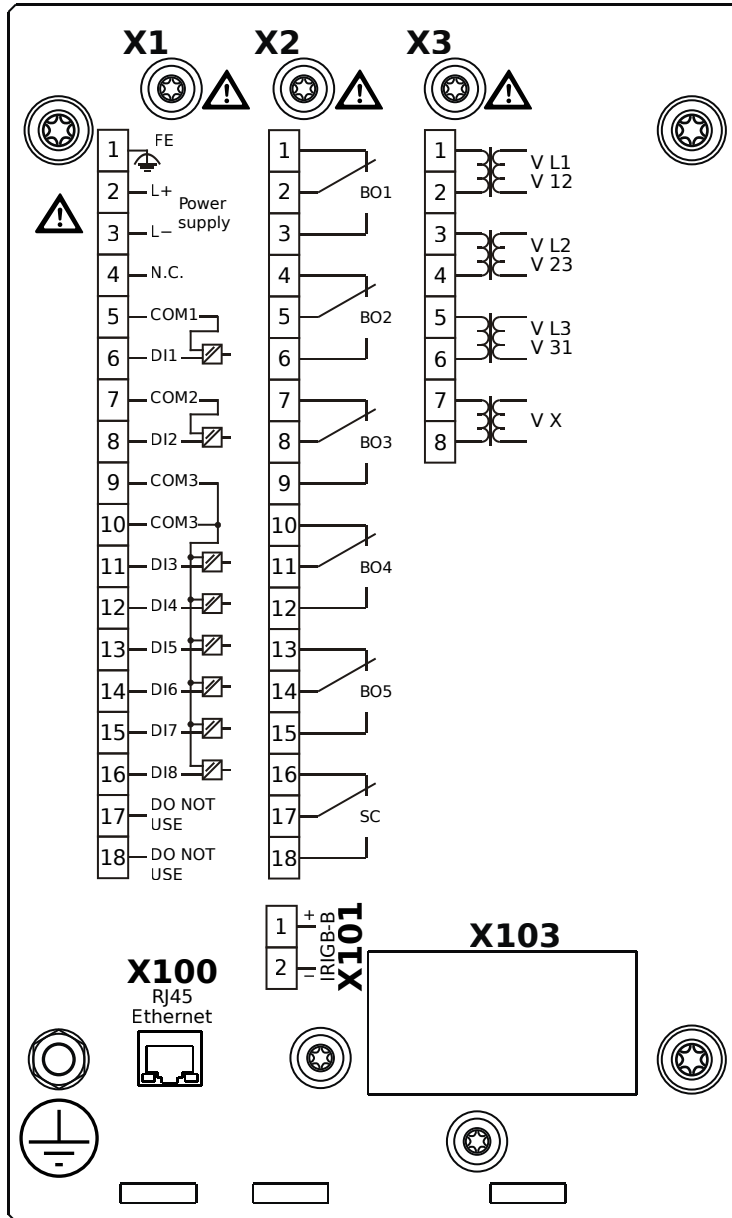 X1
X2
X3
1 FE
2 L+
Power
supply
3 L−
4 N.C.
5 COM1
6 DI1
7 COM2
8 DI2
9 COM3
10 COM3
11 DI3
12 DI4
13 DI5
14 DI6
15 DI7
16 DI8
17 DO NOT
USE
18 DO NOT
USE
1
2 BO1
3
4
5 BO2
6
7
8 BO3
9
10
11 BO4
12
13
14 BO5
15
16
17 SC
18
1 V L1
2 V 12
3 V L2
4 V 23
5 V L3
6 V 31
7 V X
8
1 +
2 −
IRIGB-B
X101
X103
X100
RJ45
Ethernet